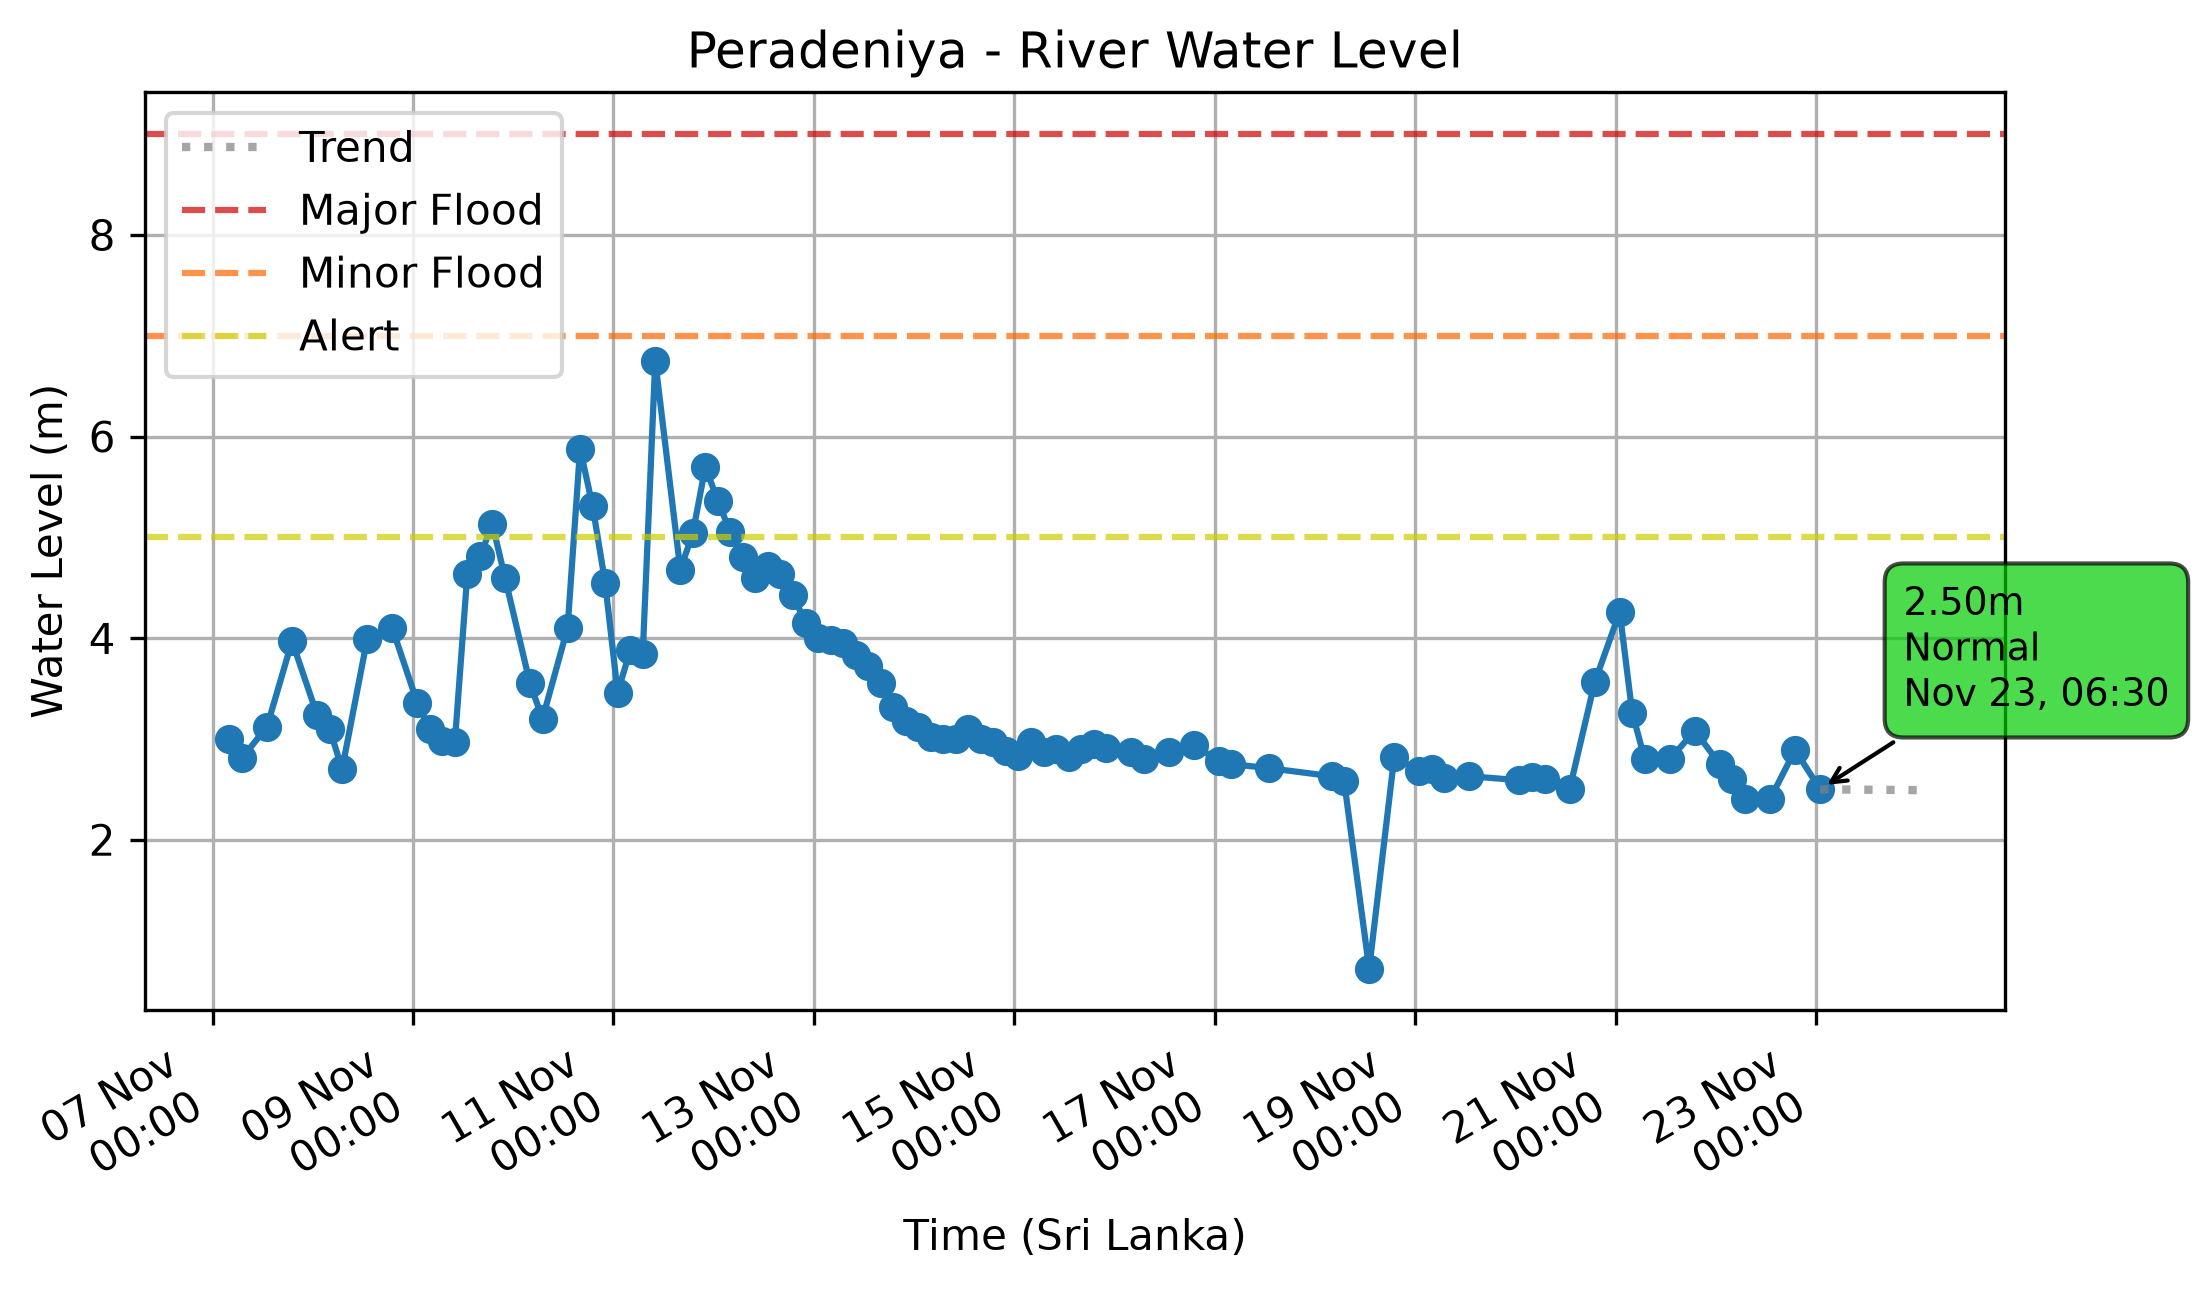 Peradeniya - River Water Level
Trend
Major Flood
Minor Flood
Alert
Water Level (m)
8
6
4
2
2.50m
Normal
Nov 23, 06:30
07 Nov
00:00
09 Nov
00:00
11 Nov
00:00
13 Nov
00:00
15 Nov
00:00
17 Nov
00:00
19 Nov
00:00
21 Nov
00:00
23 Nov
00:00
Time (Sri Lanka)